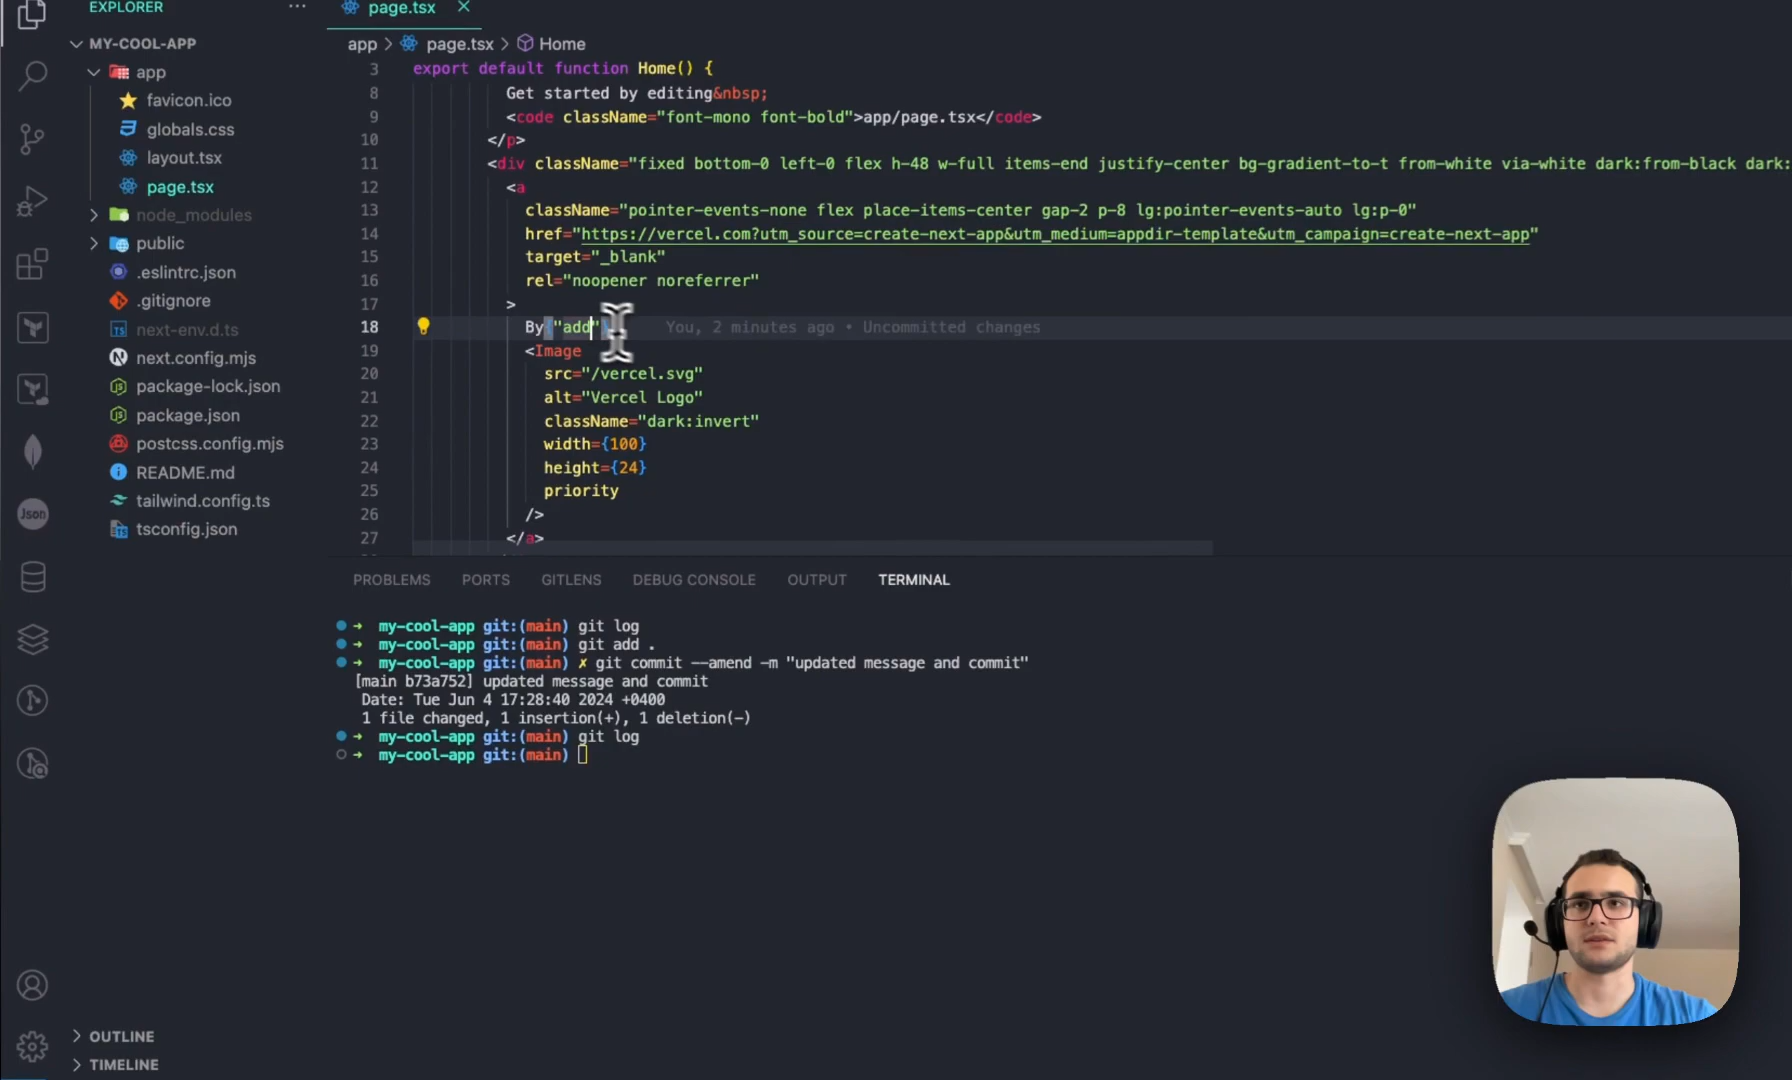 EXPLORER
MY-COOL-APP
app
favicon.ico
globals.css
layout.tsx
page.tsx
node_modules
public
.eslintrc.json
.gitignore
TS next-env.d.ts
N next.config.mjs
package-lock.json
package.json
postcss.config.mjs
README.md
tailwind.config.ts
tsconfig.json
Json
OUTLINE
TIMELINE
page.tsx
app > page.tsx > Home
3 export default function Home() {
8 Get started by editing&nbsp;
9 <code className="font-mono font-bold">app/page.tsx</code>
10 </p>
11 <div className="fixed bottom-0 left-0 flex h-48 w-full items-end justify-center bg-gradient-to-t from-white via-white dark:from-black dark:
12 <a
13 className="pointer-events-none flex place-items-center gap-2 p-8 lg:pointer-events-auto lg:p-0"
14 href="https://vercel.com?utm_source=create-next-app&utm_medium=appdir-template&utm_campaign=create-next-app"
15 target="_blank"
16 rel="noopener noreferrer"
17 >
18 By{"add"} You, 2 minutes ago • Uncommitted changes
19 <Image
20 src="/vercel.svg"
21 alt="Vercel Logo"
22 className="dark:invert"
23 width={100}
24 height={24}
25 priority
26 />
27 </a>
PROBLEMS PORTS GITLENS DEBUG CONSOLE OUTPUT TERMINAL
➜ my-cool-app git:(main) git log
➜ my-cool-app git:(main) git add .
➜ my-cool-app git:(main) ✗ git commit --amend -m "updated message and commit"
[main b73a752] updated message and commit
Date: Tue Jun 4 17:28:40 2024 +0400
1 file changed, 1 insertion(+), 1 deletion(-)
➜ my-cool-app git:(main) git log
➜ my-cool-app git:(main)